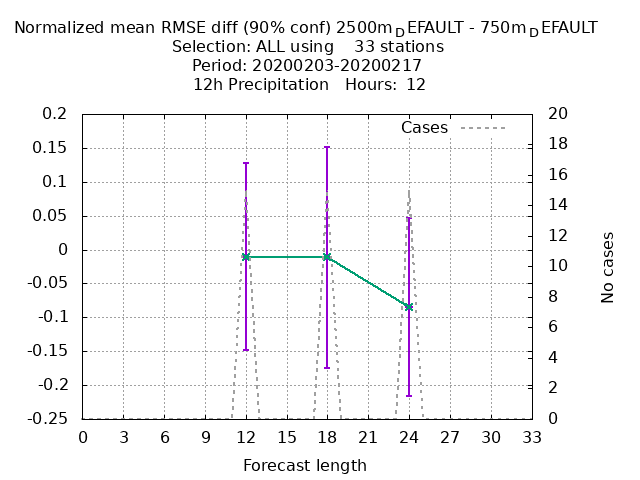 Normalized mean RMSE diff (90% conf) 2500m_DEFAULT - 750m_DEFAULT
Selection: ALL using    33 stations
Period: 20200203-20200217
12h Precipitation   Hours: 12
Cases
0.2
0.15
0.1
0.05
0
-0.05
-0.1
-0.15
-0.2
-0.25
20
18
16
14
12
10
8
6
4
2
0
No cases
0 3 6 9 12 15 18 21 24 27 30 33
Forecast length